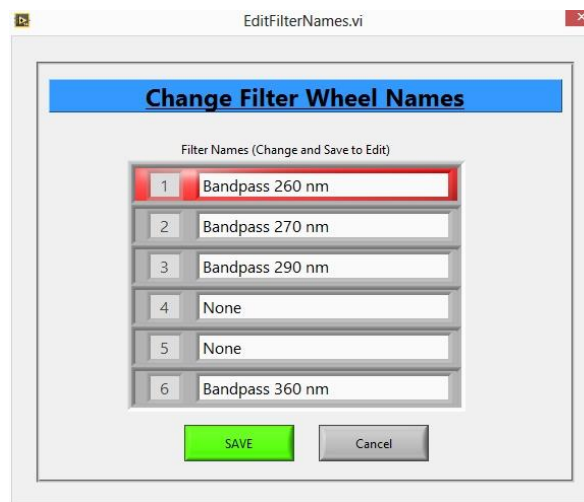 EditFilterNames.vi
Change Filter Wheel Names
Filter Names (Change and Save to Edit)
1 Bandpass 260 nm
2 Bandpass 270 nm
3 Bandpass 290 nm
4 None
5 None
6 Bandpass 360 nm
SAVE Cancel